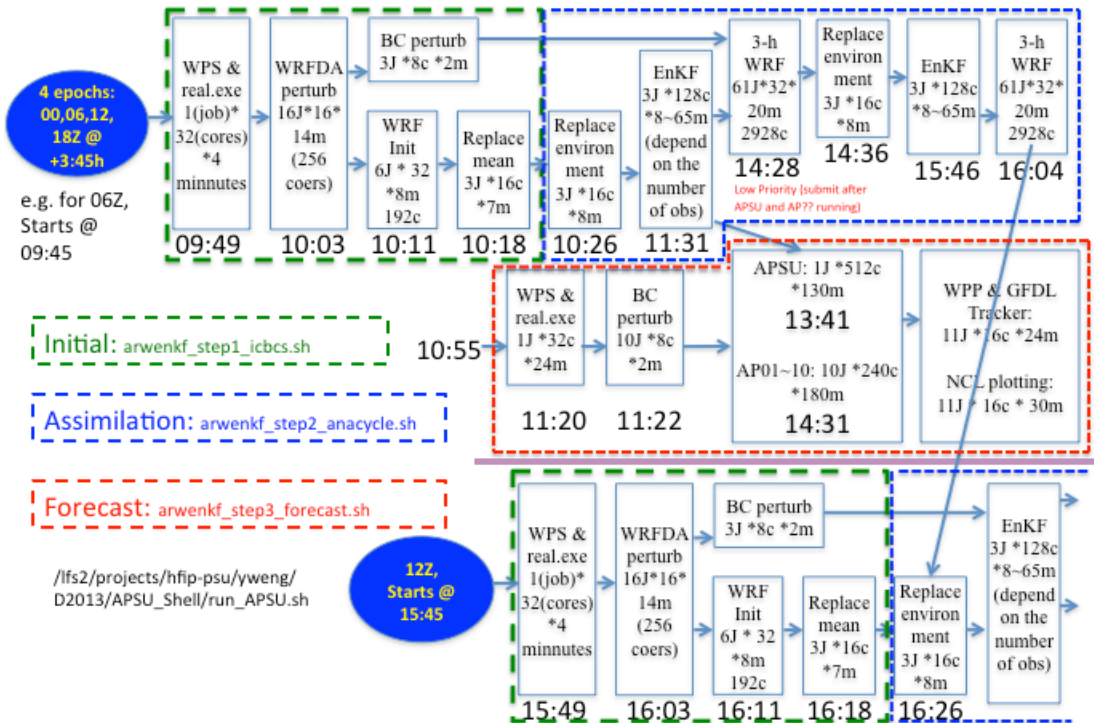 4 epochs:
00,06,12,
18Z @
+3:45h
e.g. for 06Z,
Starts @
09:45
WPS &
real.exe
1(job)*
32(cores)
*4
minnutes
09:49
WRFDA
perturb
16J*16*
14m
(256
coers)
10:03
BC perturb
3J *8c *2m
WRF
Init
6J * 32
*8m
192c
10:11
Replace
mean
3J *16c
*7m
10:18
Replace
environ
ment
3J *16c
*8m
10:26
EnKF
3J *128c
*8~65m
(depend
on the
number
of obs)
11:31
3-h
WRF
61J*32*
20m
2928c
14:28
Low Priority (submit after
APSU and AP?? running)
Replace
environ
ment
3J *16c
*8m
14:36
EnKF
3J *128c
*8~65m
15:46
3-h
WRF
61J*32*
20m
2928c
16:04
10:55
WPS &
real.exe
1J *32c
*24m
11:20
BC
perturb
10J *8c
*2m
11:22
APSU: 1J *512c
*130m
13:41
AP01~10: 10J *240c
*180m
14:31
WPP & GFDL
Tracker:
11J *16c *24m
NCL plotting:
11J * 16c * 30m
Initial: arwenkf_step1_icbcs.sh
Assimilation: arwenkf_step2_anacycle.sh
Forecast: arwenkf_step3_forecast.sh
/lfs2/projects/hfip-psu/yweng/
D2013/APSU_Shell/run_APSU.sh
12Z,
Starts @
15:45
WPS &
real.exe
1(job)*
32(cores)
*4
minnutes
15:49
WRFDA
perturb
16J*16*
14m
(256
coers)
16:03
BC perturb
3J *8c *2m
WRF
Init
6J * 32
*8m
192c
16:11
Replace
mean
3J *16c
*7m
16:18
Replace
environ
ment
3J *16c
*8m
16:26
EnKF
3J *128c
*8~65m
(depend
on the
number
of obs)